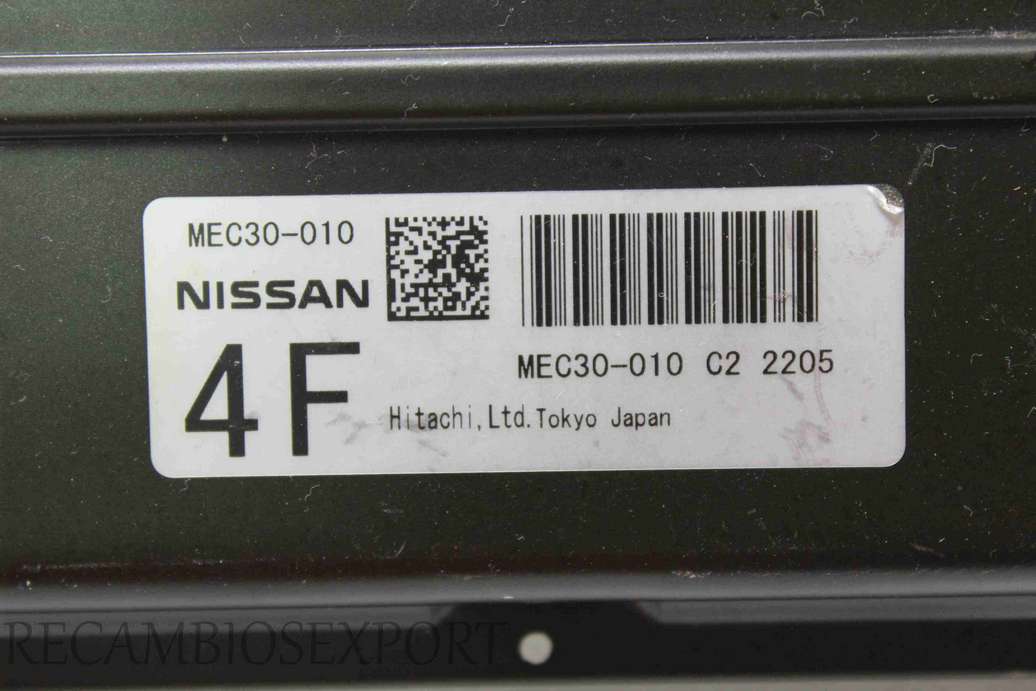 MEC30-010
NISSAN
4F
MEC30-010 C2 2205
Hitachi,Ltd.Tokyo Japan
RECAMBIOSEXPORT